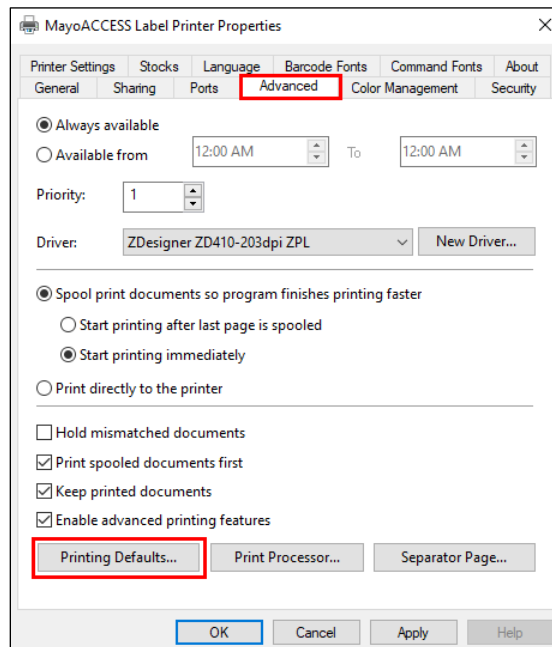 MayoACCESS Label Printer Properties
Printer Settings Stocks Language Barcode Fonts Command Fonts About
General Sharing Ports Advanced Color Management Security
Always available
Available from 12:00 AM To 12:00 AM
Priority: 1
Driver: ZDesigner ZD410-203dpi ZPL New Driver...
Spool print documents so program finishes printing faster
Start printing after last page is spooled
Start printing immediately
Print directly to the printer
Hold mismatched documents
Print spooled documents first
Keep printed documents
Enable advanced printing features
Printing Defaults... Print Processor... Separator Page...
OK Cancel Apply Help